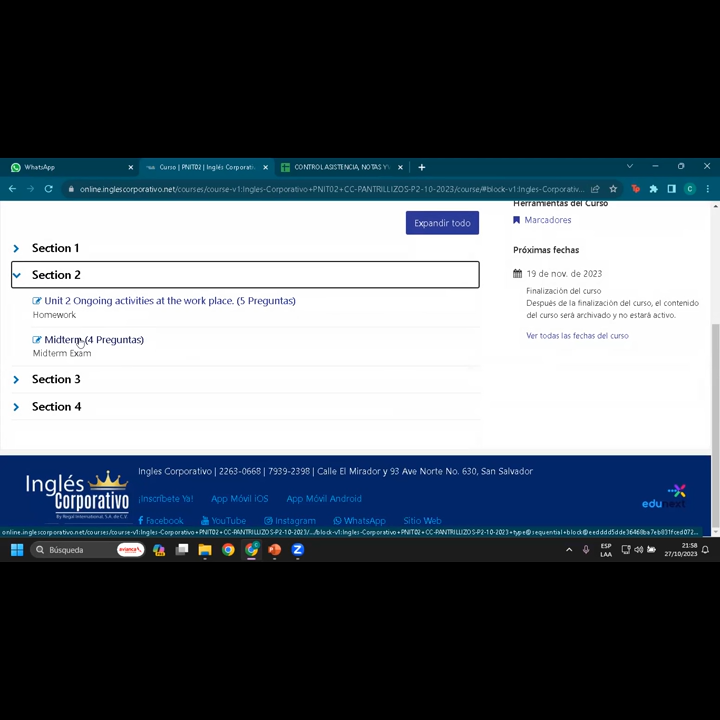 WhatsApp
Curso | PNIT02 | Inglés Corporati
CONTROL ASISTENCIA, NOTAS Y
online.inglescorporativo.net/courses/course-v1:Ingles-Corporativo+PNIT02+CC-PANTRILLIZOS-P2-10-2023/course/#block-v1:Ingles-Corporativ...
Expandir todo
Section 1
Section 2
Unit 2 Ongoing activities at the work place. (5 Preguntas)
Homework
Midterm (4 Preguntas)
Midterm Exam
Section 3
Section 4
Herramientas del Curso
Marcadores
Próximas fechas
19 de nov. de 2023
Finalización del curso
Después de la finalización del curso, el contenido
del curso será archivado y no estará activo.
Ver todas las fechas del curso
Inglés
Corporativo
Ingles Corporativo | 2263-0668 | 7939-2398 | Calle El Mirador y 93 Ave Norte No. 630, San Salvador
¡Inscríbete Ya! App Móvil iOS App Móvil Android
Facebook YouTube Instagram WhatsApp Sitio Web
edunext
Búsqueda
avianca
ESP
LAA
21:58
27/10/2023